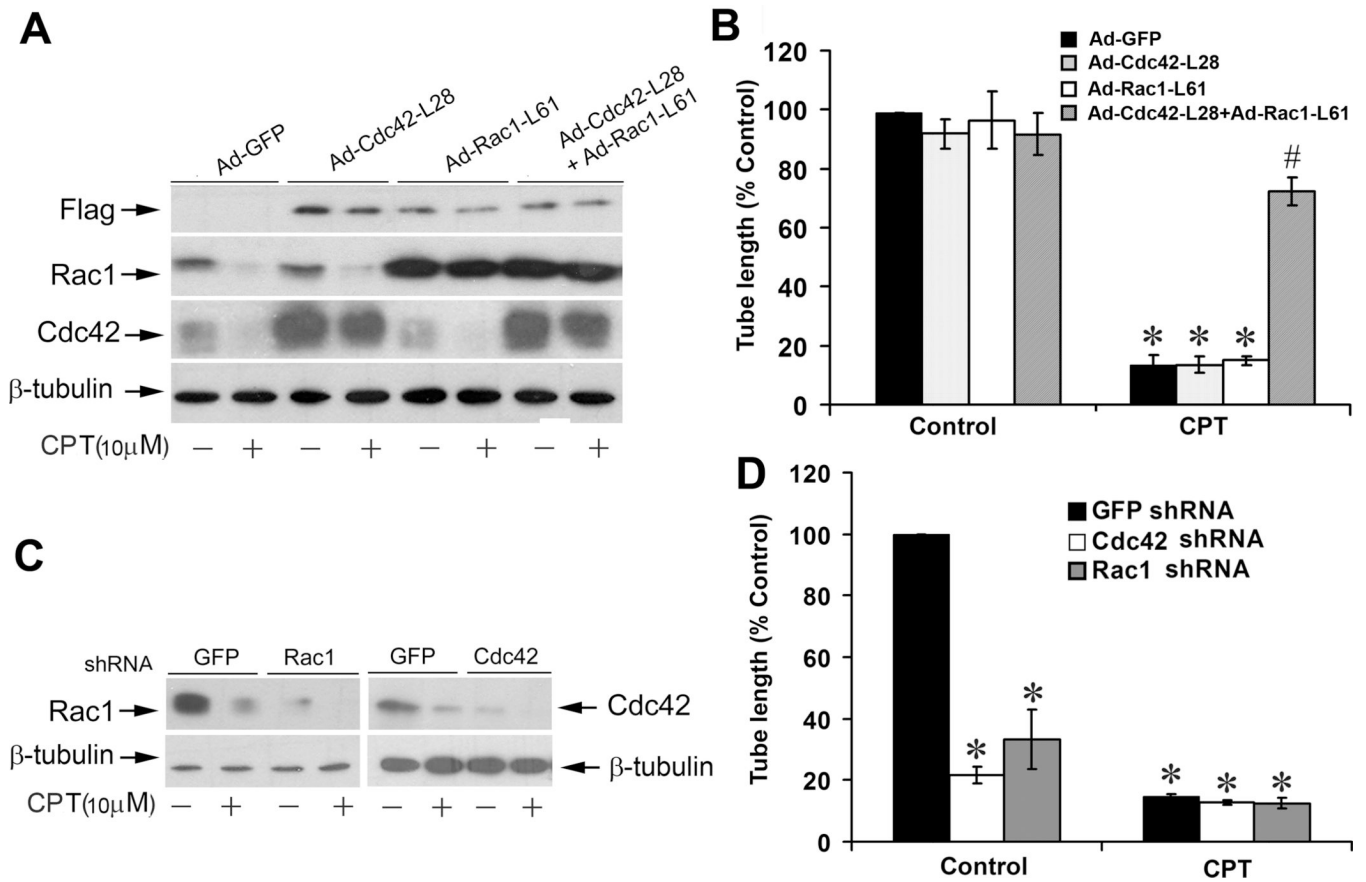 A
Ad-GFP
Ad-Cdc42-L28
Ad-Rac1-L61
Ad-Cdc42-L28
+ Ad-Rac1-L61
Flag
Rac1
Cdc42
β-tubulin
CPT(10μM) − + − + − + − +
B
Ad-GFP
Ad-Cdc42-L28
Ad-Rac1-L61
Ad-Cdc42-L28+Ad-Rac1-L61
Tube length (% Control)
120
100
80
60
40
20
0
* * * #
Control CPT
C
shRNA GFP Rac1 GFP Cdc42
Rac1 Cdc42
β-tubulin β-tubulin
CPT(10μM) − + − + − + − +
D
GFP shRNA
Cdc42 shRNA
Rac1 shRNA
Tube length (% Control)
120
100
80
60
40
20
0
* * * * *
Control CPT